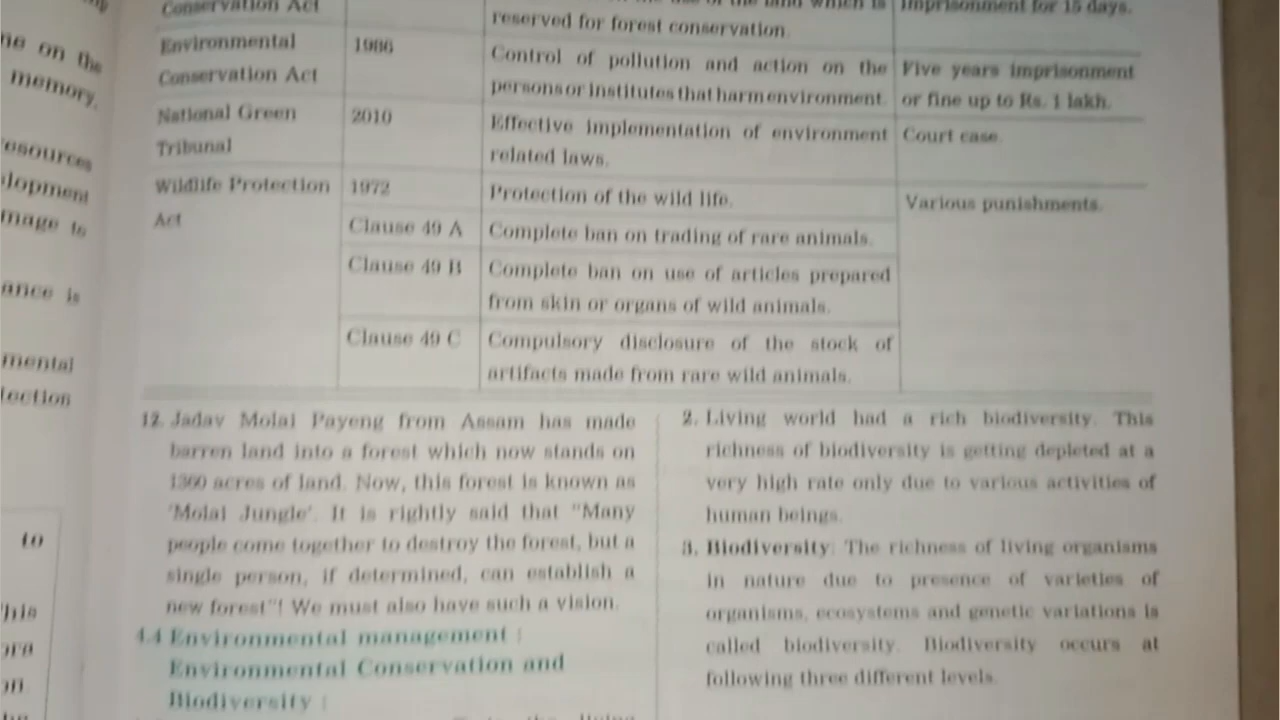 Conservation Act
reserved for forest conservation.
Imprisonment for 15 days.
Environmental
Conservation Act
1986
Control of pollution and action on the
persons or institutes that harm environment.
Five years imprisonment
or fine up to Rs. 1 lakh.
National Green
Tribunal
2010
Effective implementation of environment
related laws.
Court case.
Wildlife Protection
Act
1972
Protection of the wild life.
Various punishments.
Clause 49 A
Complete ban on trading of rare animals.
Clause 49 B
Complete ban on use of articles prepared
from skin or organs of wild animals.
Clause 49 C
Compulsory disclosure of the stock of
artifacts made from rare wild animals.
on the
memory.
esources
lopment
mage to
ance is
mental
tection
to
12. Jadav Molai Payeng from Assam has made
barren land into a forest which now stands on
1360 acres of land. Now, this forest is known as
'Molai Jungle'. It is rightly said that "Many
people come together to destroy the forest, but a
single person, if determined, can establish a
new forest"! We must also have such a vision.
4.4 Environmental management :
Environmental Conservation and
Biodiversity :
2. Living world had a rich biodiversity. This
richness of biodiversity is getting depleted at a
very high rate only due to various activities of
human beings.
3. Biodiversity: The richness of living organisms
in nature due to presence of varieties of
organisms, ecosystems and genetic variations is
called biodiversity. Biodiversity occurs at
following three different levels.